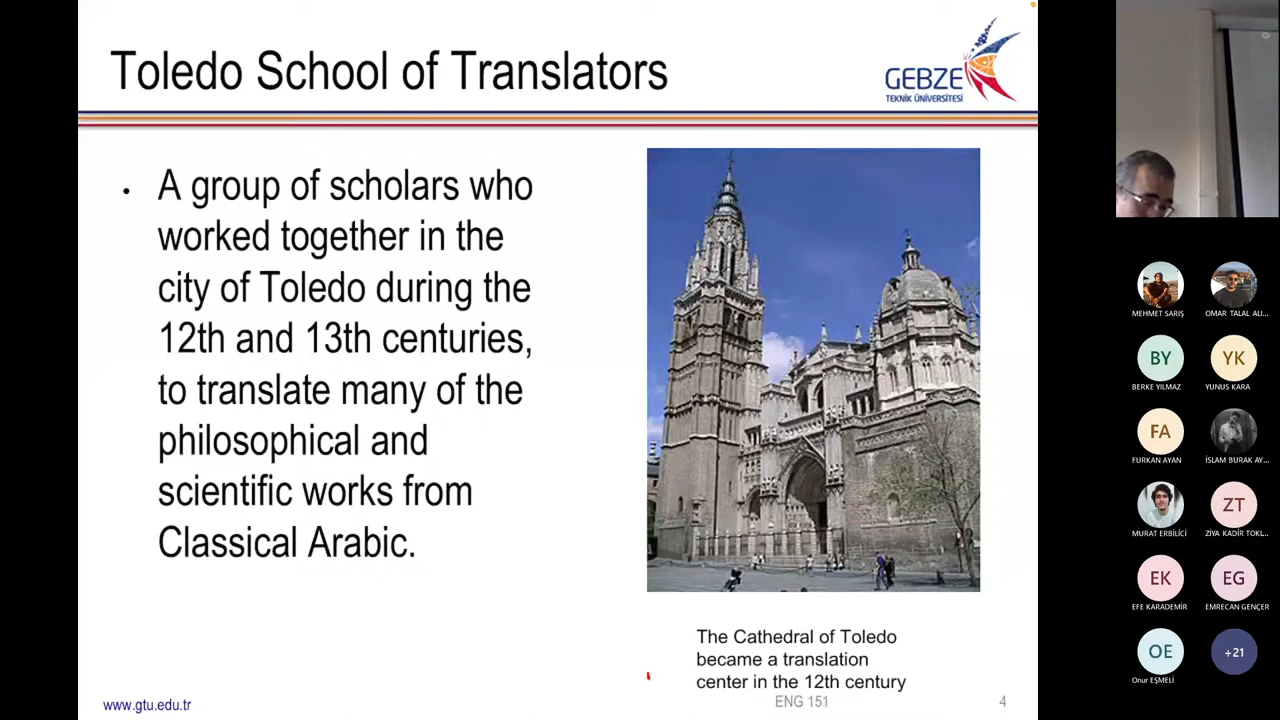 Toledo School of Translators
GEBZE
TEKNİK ÜNİVERSİTESİ
• A group of scholars who
worked together in the
city of Toledo during the
12th and 13th centuries,
to translate many of the
philosophical and
scientific works from
Classical Arabic.
The Cathedral of Toledo
became a translation
center in the 12th century
www.gtu.edu.tr
ENG 151
4
MEHMET SARIŞ
OMAR TALAL ALI...
BY
YK
BERKE YILMAZ
YUNUS KARA
FA
FURKAN AYAN
İSLAM BURAK AY...
ZT
MURAT ERBİLİCİ
ZİYA KADİR TOKL...
EK
EG
EFE KARADEMİR
EMRECAN GENÇER
OE
+21
Onur EŞMELİ